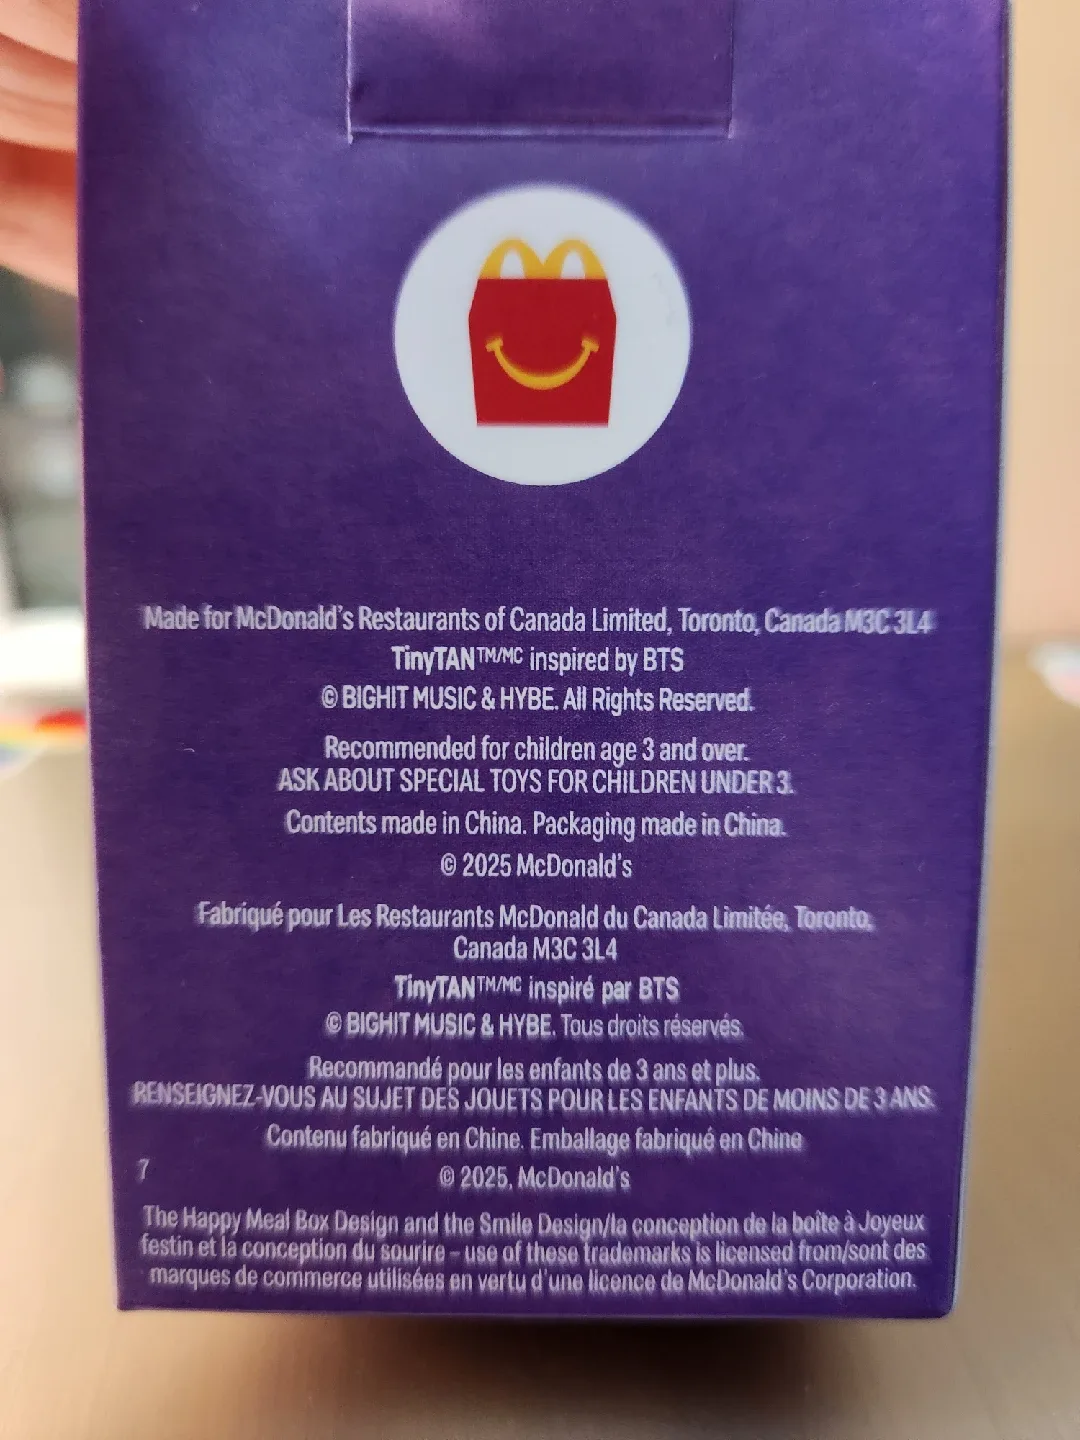 Made for McDonald's Restaurants of Canada Limited, Toronto, Canada M3C 3L4
TinyTAN™/MC inspired by BTS
© BIGHIT MUSIC & HYBE. All Rights Reserved.
Recommended for children age 3 and over.
ASK ABOUT SPECIAL TOYS FOR CHILDREN UNDER 3.
Contents made in China. Packaging made in China.
© 2025 McDonald's
Fabriqué pour Les Restaurants McDonald du Canada Limitée, Toronto,
Canada M3C 3L4
TinyTAN™/MC inspiré par BTS
© BIGHIT MUSIC & HYBE. Tous droits réservés.
Recommandé pour les enfants de 3 ans et plus.
RENSEIGNEZ-VOUS AU SUJET DES JOUETS POUR LES ENFANTS DE MOINS DE 3 ANS.
Contenu fabriqué en Chine. Emballage fabriqué en Chine
7
© 2025, McDonald's
The Happy Meal Box Design and the Smile Design/la conception de la boîte à Joyeux
festin et la conception du sourire – use of these trademarks is licensed from/sont des
marques de commerce utilisées en vertu d'une licence de McDonald's Corporation.